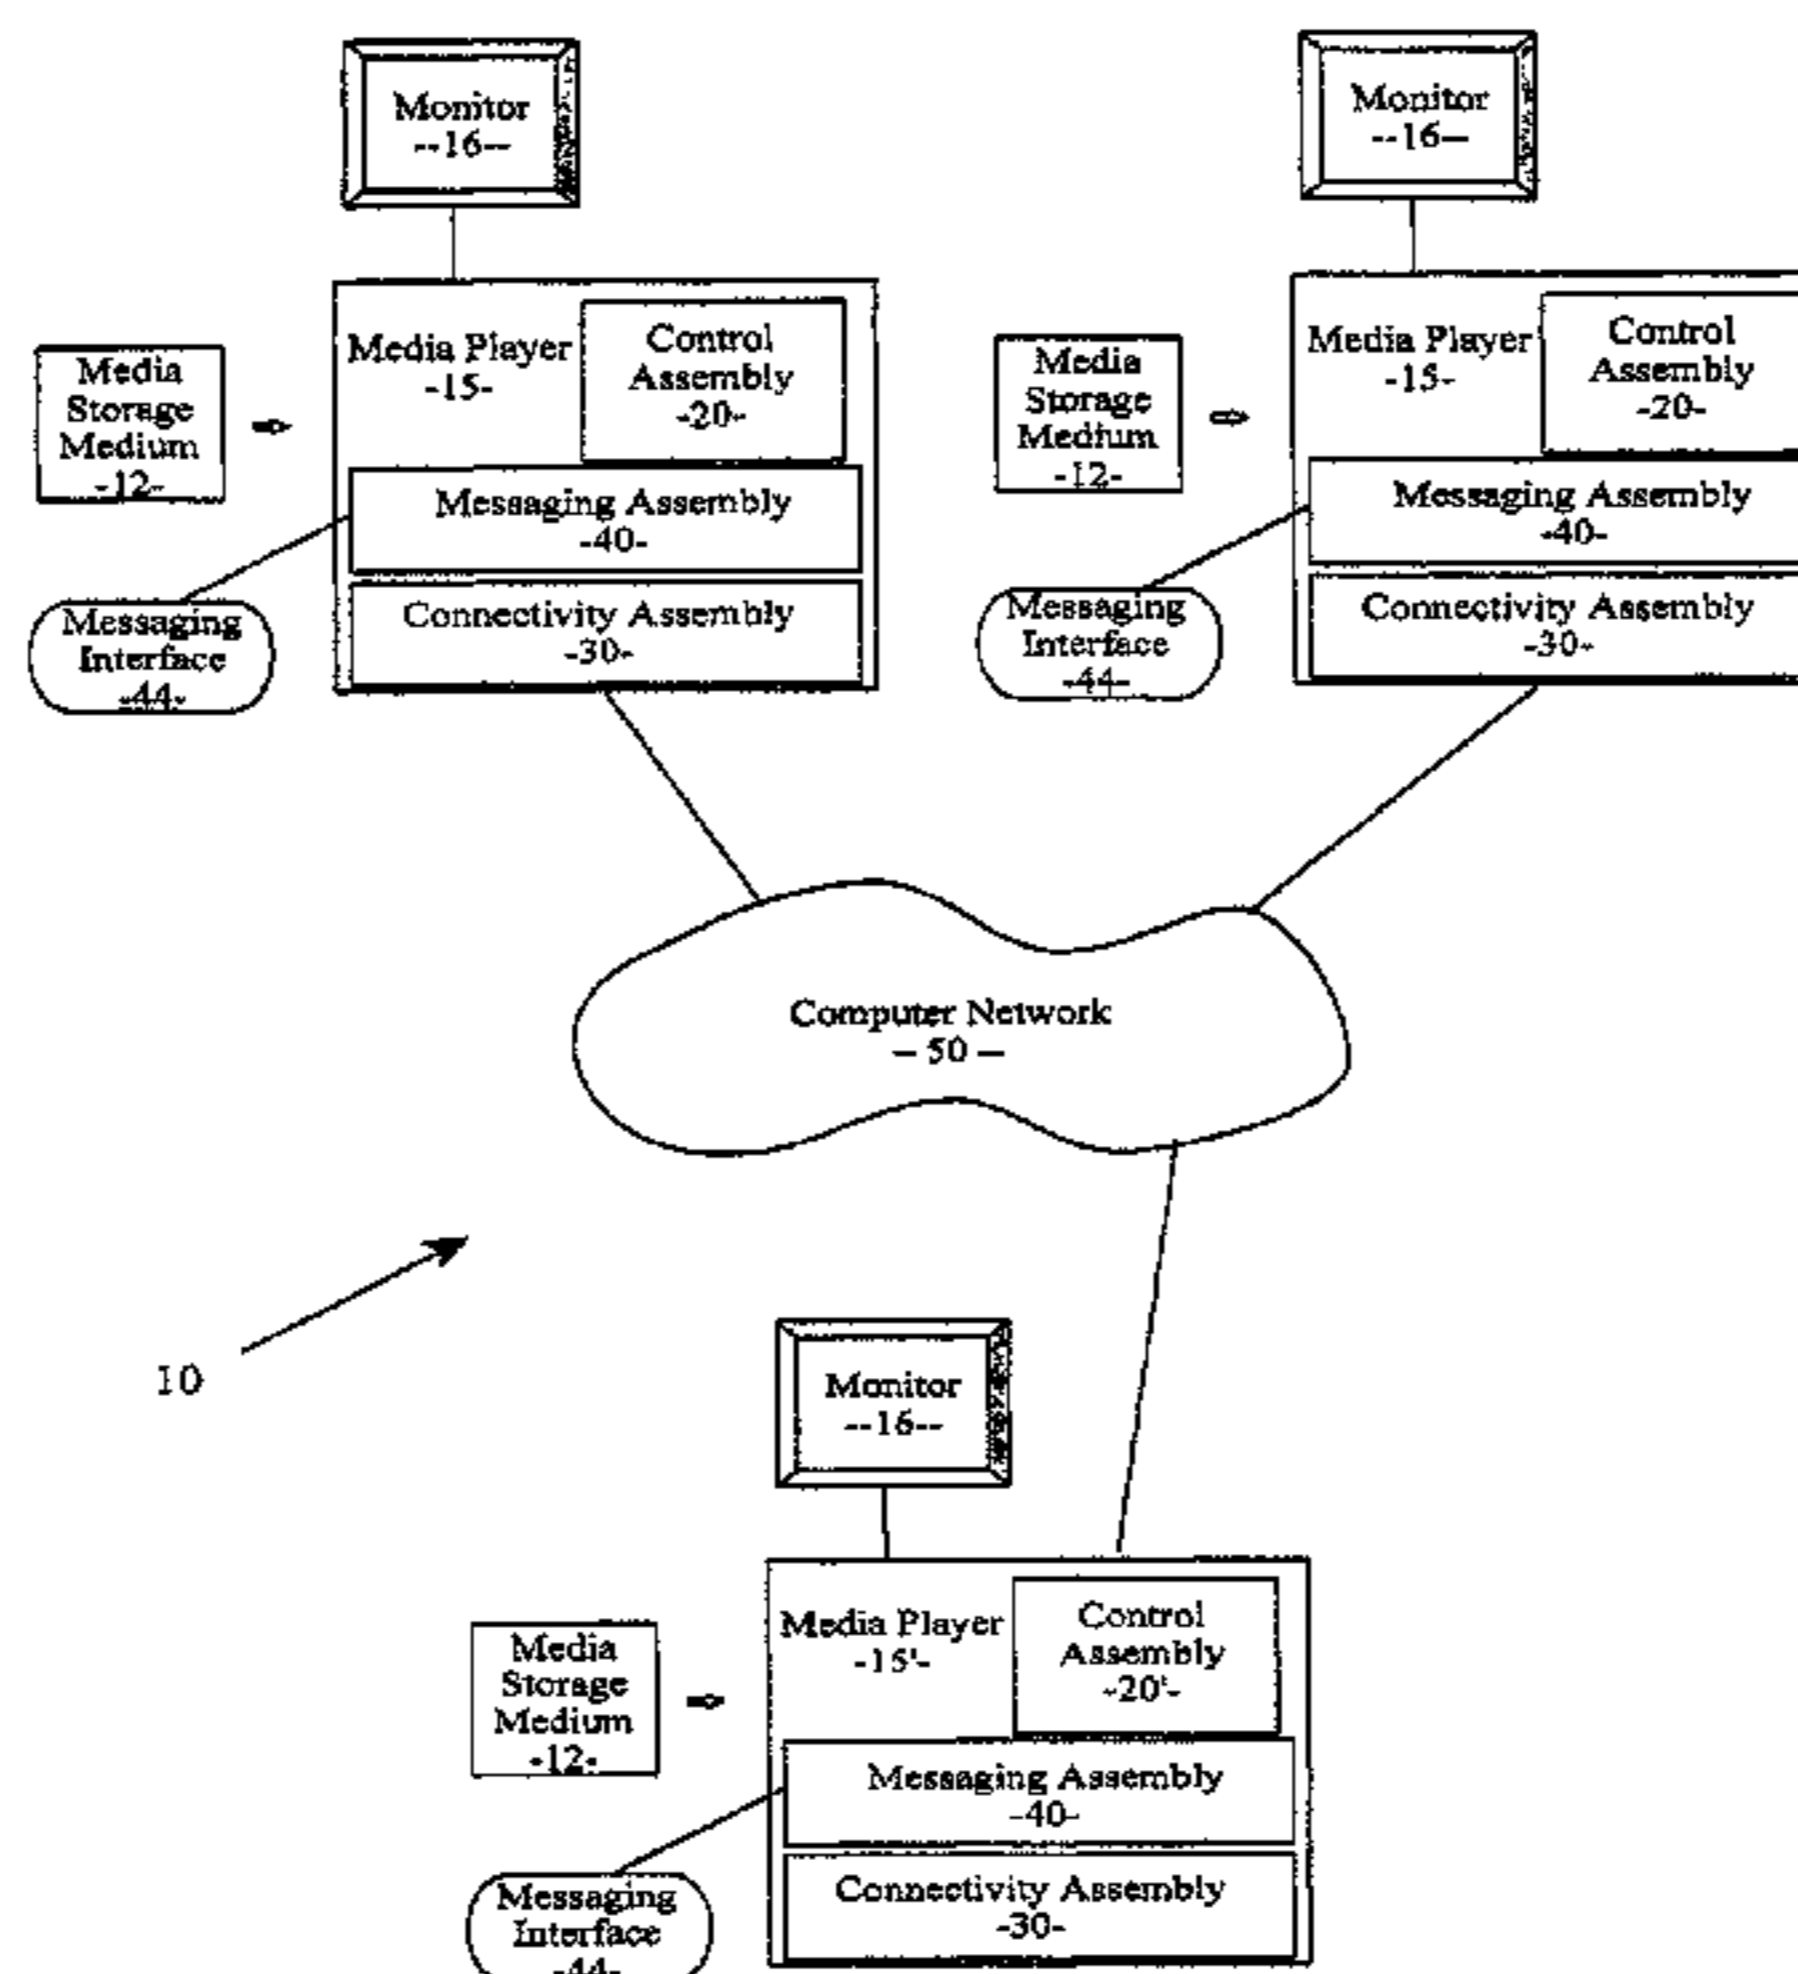 Monitor
--16--
Media Player
-15-
Control
Assembly
-20-
Media
Storage
Medium
-12-
Messaging Assembly
-40-
Connectivity Assembly
-30-
Messaging
Interface
-44-
Monitor
--16--
Media Player
-15-
Control
Assembly
-20-
Media
Storage
Medium
-12-
Messaging Assembly
-40-
Connectivity Assembly
-30-
Messaging
Interface
-44-
Computer Network
– 50 –
10
Monitor
--16--
Media Player
-15'-
Control
Assembly
-20'-
Media
Storage
Medium
-12-
Messaging Assembly
-40-
Connectivity Assembly
-30-
Messaging
Interface
-44-